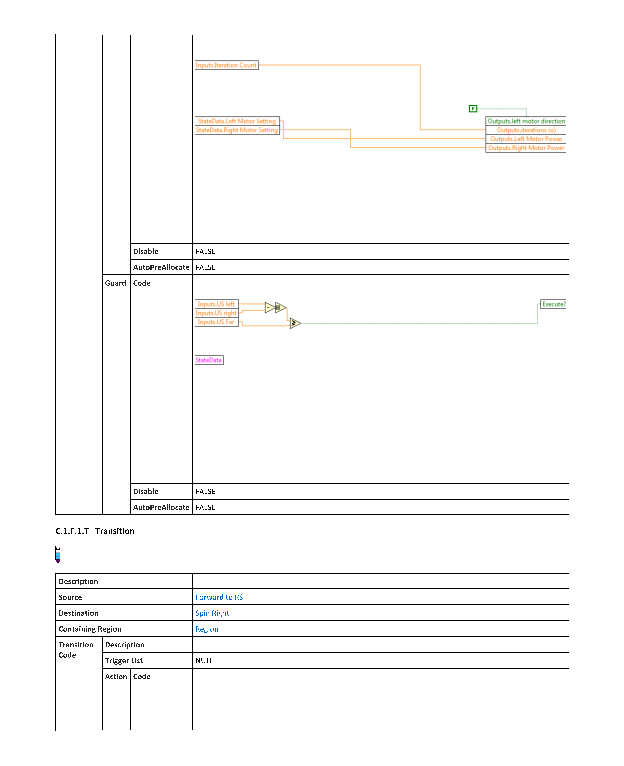 Inputs.Iteration Count
F
StateData.Left Motor Setting
StateData.Right Motor Setting
Outputs.left motor direction
Outputs.iterations (o)
Outputs.Left Motor Power
Outputs.Right Motor Power
Disable FALSE
AutoPreAllocate FALSE
Guard Code
Inputs.US left
Inputs.US right
Inputs.US Far
Execute?
StateData
Disable FALSE
AutoPreAllocate FALSE
Transition
Description
Source Forward to RS
Destination Spin Right
Containing Region Region
Transition Code Description
Trigger List NULL
Action Code